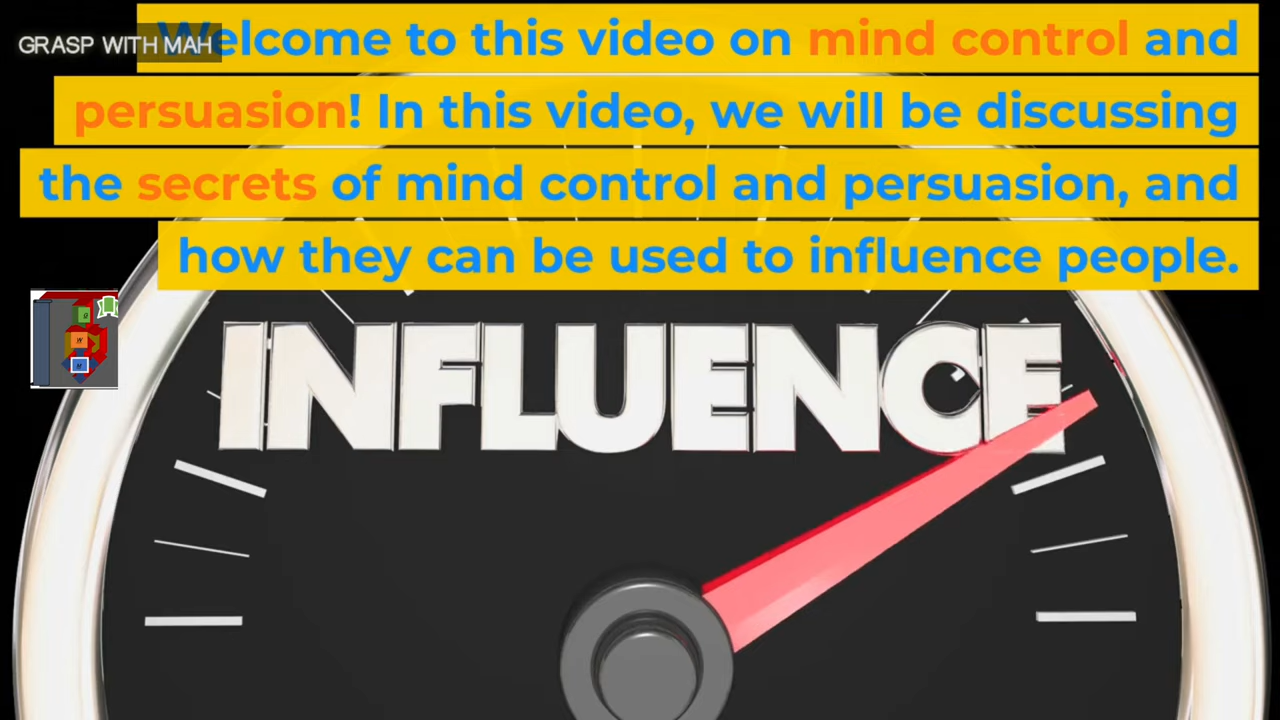 GRASP WITH MAH
Welcome to this video on mind control and
persuasion! In this video, we will be discussing
the secrets of mind control and persuasion, and
how they can be used to influence people.
INFLUENCE